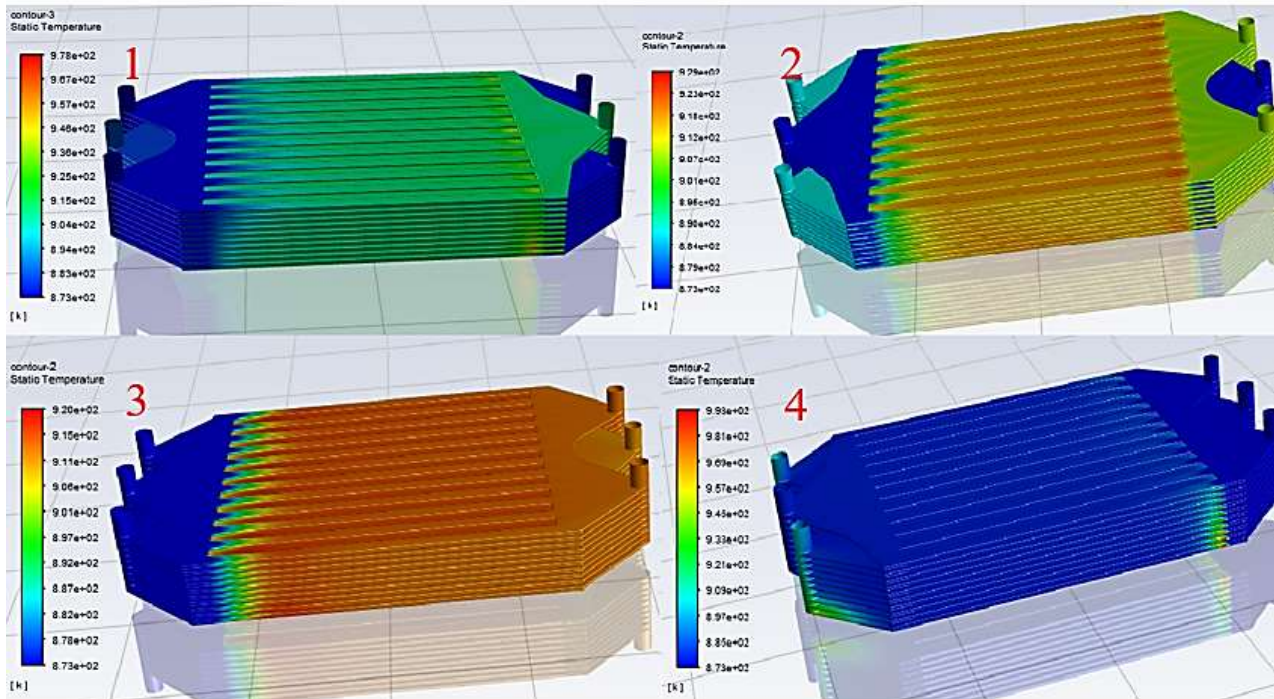 contour-3
Static Temperature
1
9.78e+02
9.67e+02
9.57e+02
9.46e+02
9.36e+02
9.25e+02
9.15e+02
9.04e+02
8.94e+02
8.83e+02
8.73e+02
[k]
contour-2
Static Temperature
2
9.29e+02
9.23e+02
9.18e+02
9.12e+02
9.07e+02
9.01e+02
8.95e+02
8.90e+02
8.84e+02
8.79e+02
8.73e+02
[k]
contour-2
Static Temperature
3
9.20e+02
9.15e+02
9.11e+02
9.06e+02
9.01e+02
8.97e+02
8.92e+02
8.87e+02
8.82e+02
8.78e+02
8.73e+02
[k]
contour-2
Static Temperature
4
9.93e+02
9.81e+02
9.69e+02
9.57e+02
9.45e+02
9.33e+02
9.21e+02
9.09e+02
8.97e+02
8.85e+02
8.73e+02
[k]